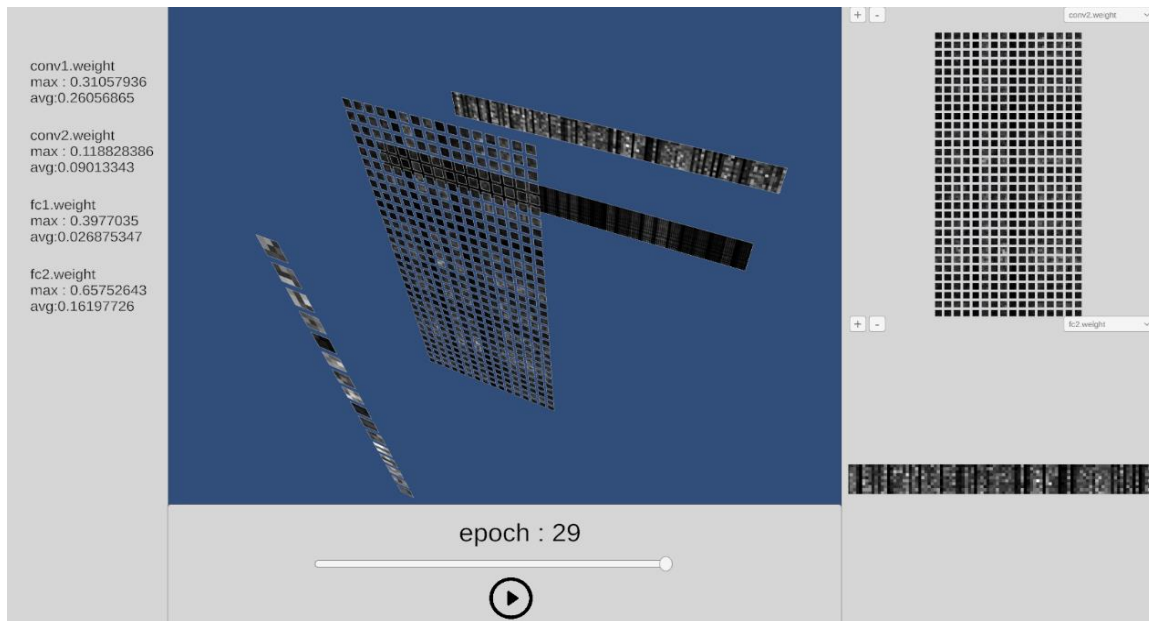 conv1.weight
max : 0.31057936
avg:0.26056865
conv2.weight
max : 0.118828386
avg:0.09013343
fc1.weight
max : 0.3977035
avg:0.026875347
fc2.weight
max : 0.65752643
avg:0.16197726
epoch : 29
+ - conv2.weight
+ - fc2.weight